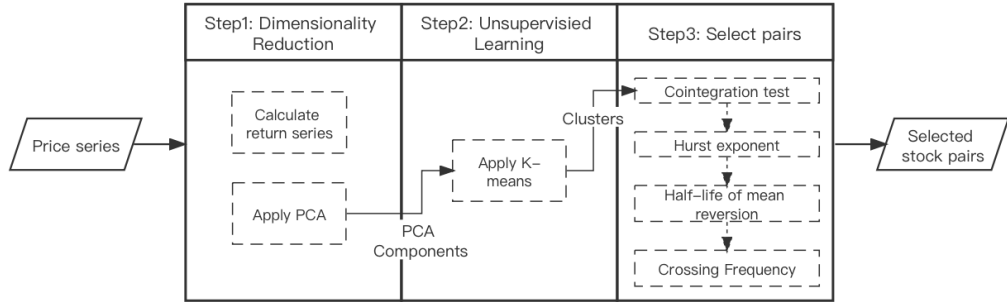 Step1: Dimensionality
Reduction
Step2: Unsupervisied
Learning
Step3: Select pairs
Price series
Calculate
return series
Apply PCA
PCA
Components
Apply K-
means
Clusters
Cointegration test
Hurst exponent
Half-life of mean
reversion
Crossing Frequency
Selected
stock pairs